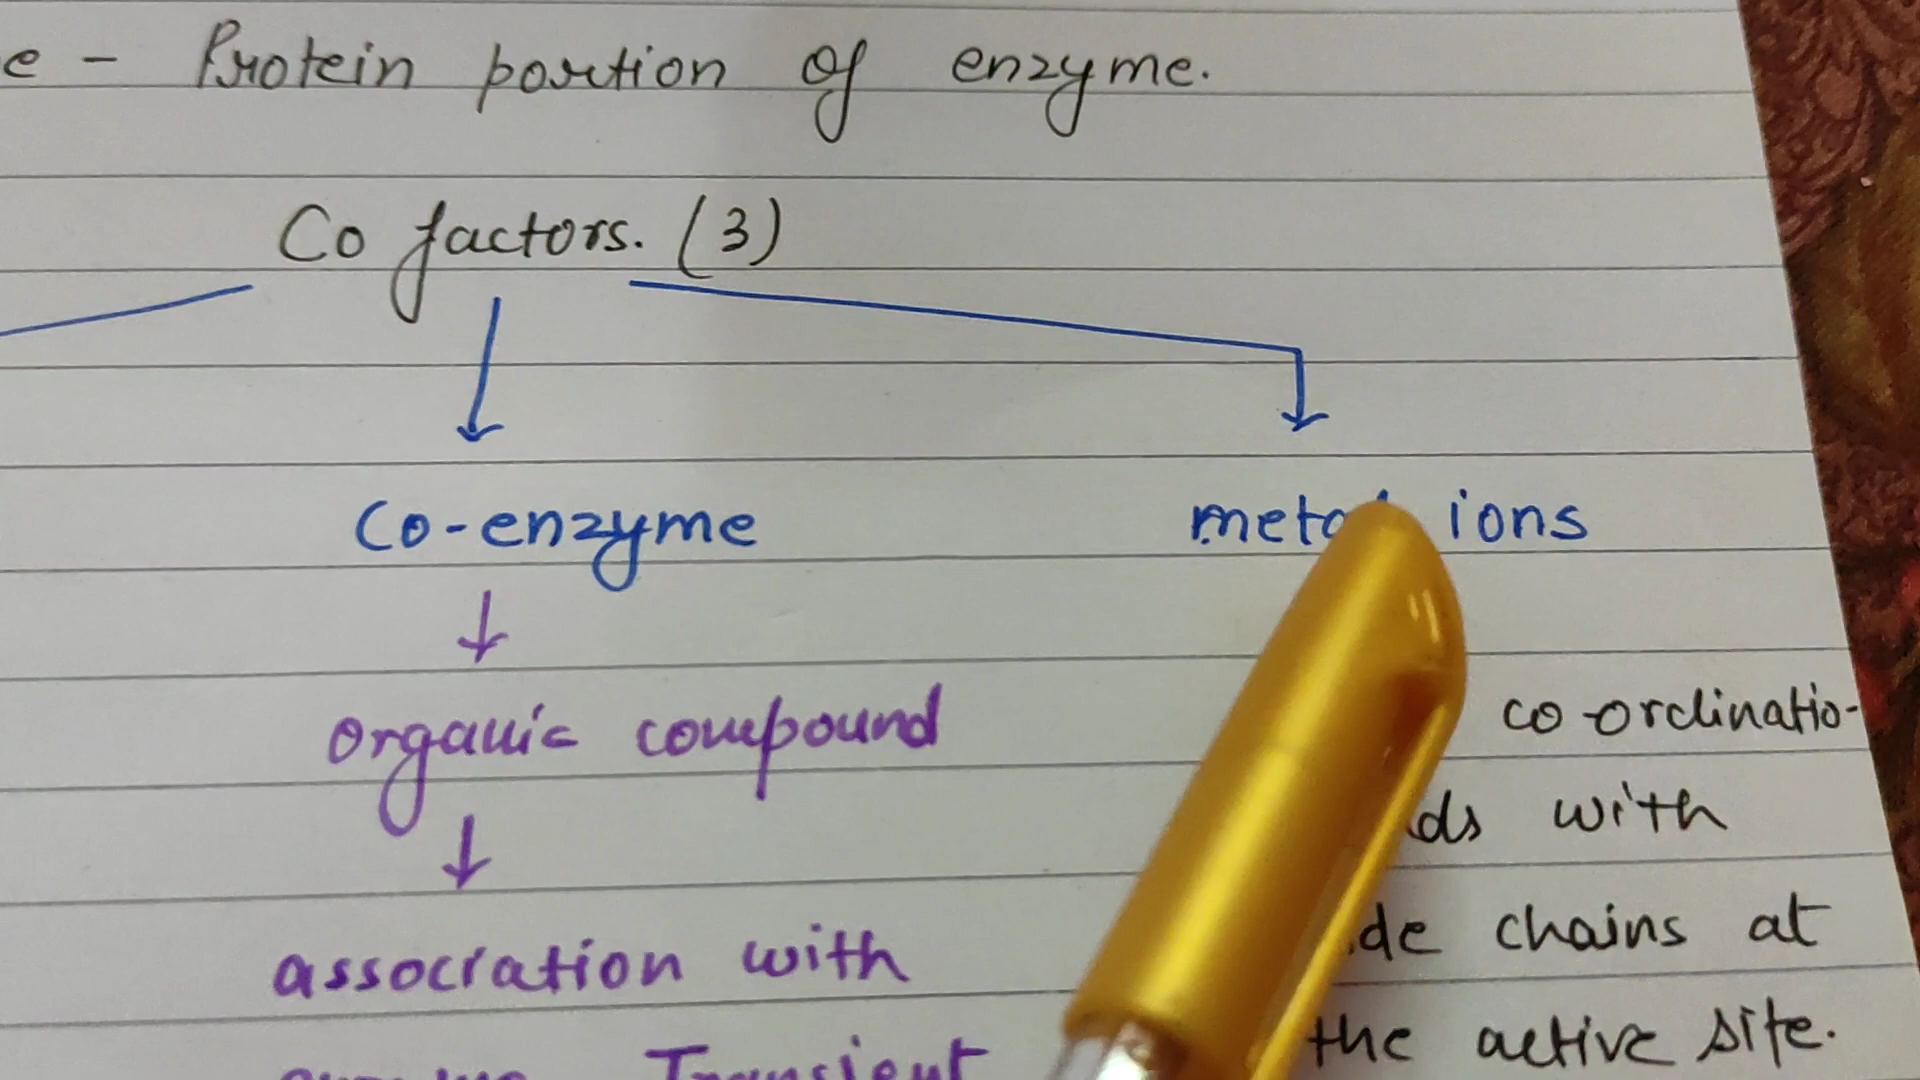 e - Protein portion of enzyme.
Co factors. (3)
Co-enzyme
ions
organic compound
co-ordinatio-
with
association with
chains at
Transient
the active site.